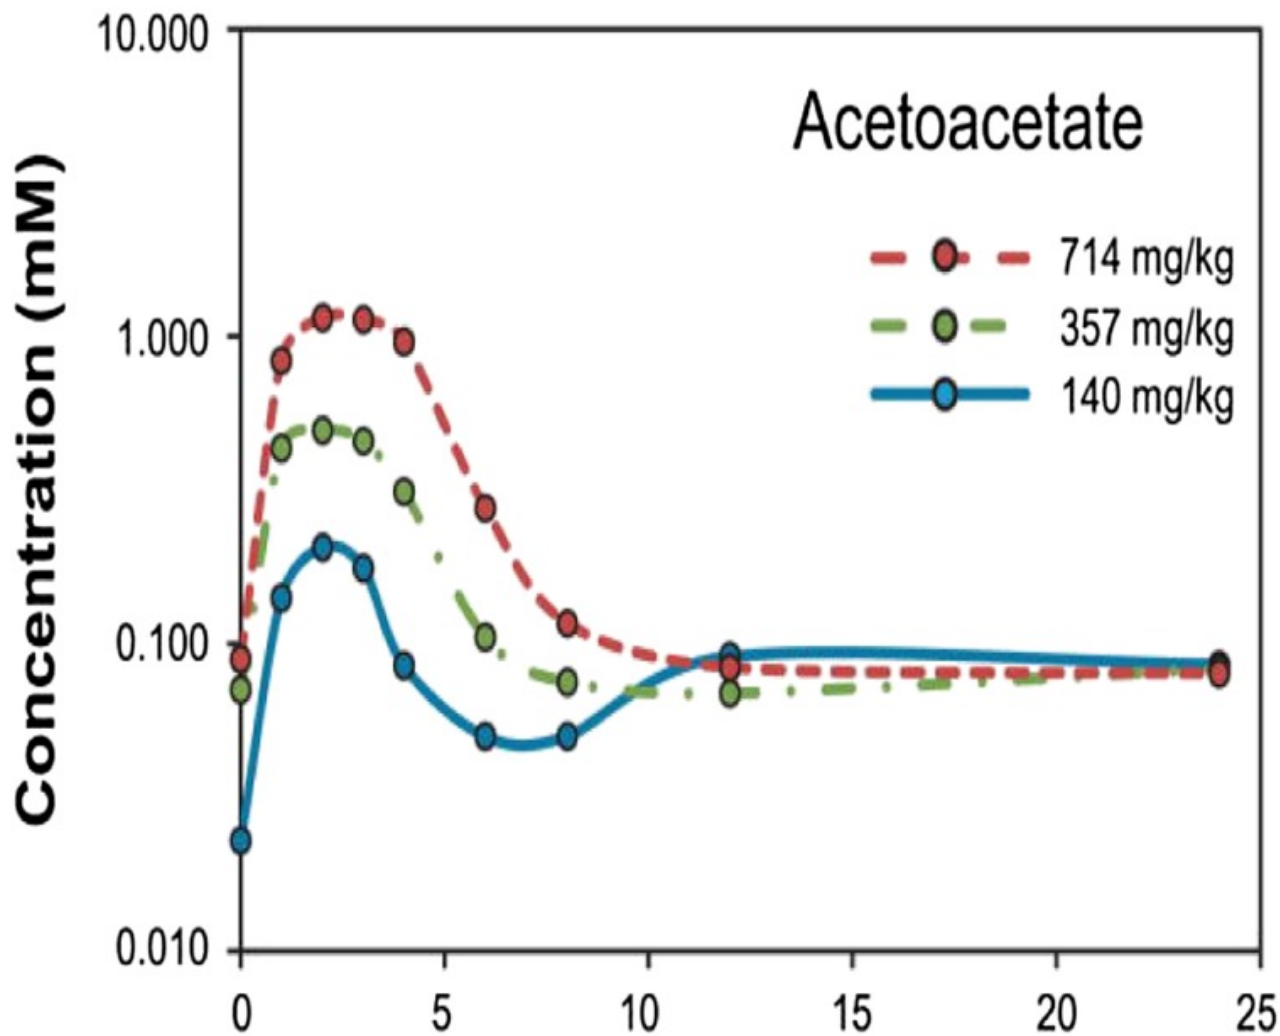 10.000
Acetoacetate
Concentration (mM)
714 mg/kg
1.000
357 mg/kg
140 mg/kg
0.100
0.010
0 5 10 15 20 25